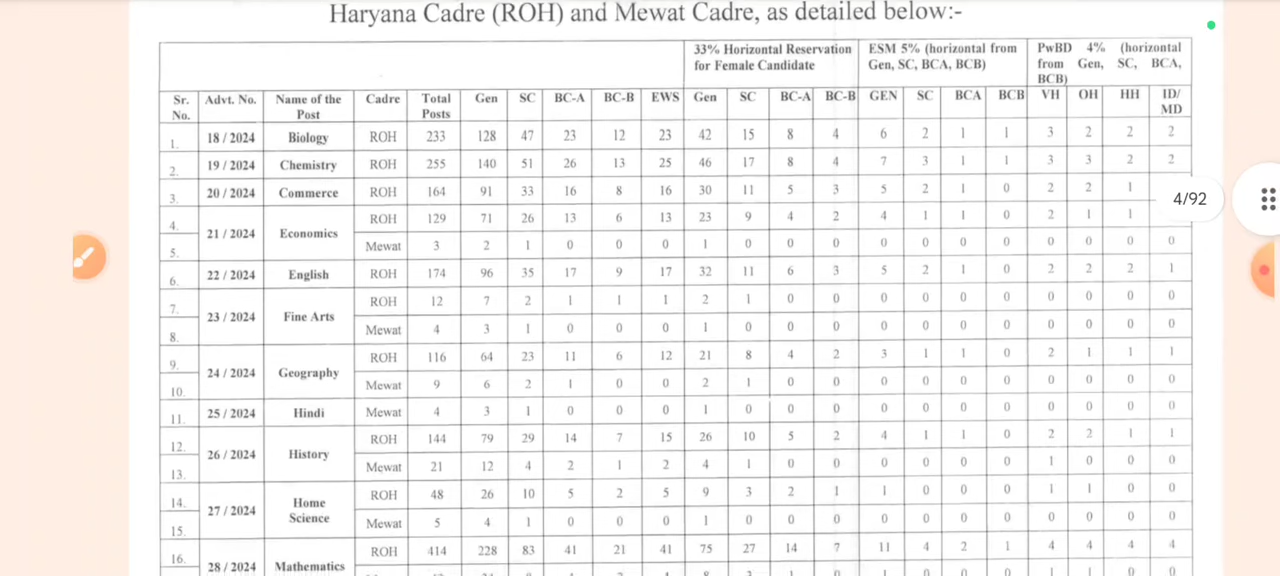 Haryana Cadre (ROH) and Mewat Cadre, as detailed below:-
33% Horizontal Reservation for Female Candidate
ESM 5% (horizontal from Gen, SC, BCA, BCB)
PwBD 4% (horizontal from Gen, SC, BCA, BCB)
Sr. No. Advt. No. Name of the Post Cadre Total Posts Gen SC BC-A BC-B EWS Gen SC BC-A BC-B GEN SC BCA BCB VH OH HH ID/ MD
1. 18 / 2024 Biology ROH 233 128 47 23 12 23 42 15 8 4 6 2 1 1 3 2 2 2
2. 19 / 2024 Chemistry ROH 255 140 51 26 13 25 46 17 8 4 7 3 1 1 3 3 2 2
3. 20 / 2024 Commerce ROH 164 91 33 16 8 16 30 11 5 3 5 2 1 0 2 2 1
4/92
4. 21 / 2024 Economics ROH 129 71 26 13 6 13 23 9 4 2 4 1 1 0 2 1 1
5. Mewat 3 2 1 0 0 0 1 0 0 0 0 0 0 0 0 0 0 0
6. 22 / 2024 English ROH 174 96 35 17 9 17 32 11 6 3 5 2 1 0 2 2 2 1
7. 23 / 2024 Fine Arts ROH 12 7 2 1 1 1 2 1 0 0 0 0 0 0 0 0 0 0
8. Mewat 4 3 1 0 0 0 1 0 0 0 0 0 0 0 0 0 0 0
9. 24 / 2024 Geography ROH 116 64 23 11 6 12 21 8 4 2 3 1 1 0 2 1 1 1
10. Mewat 9 6 2 1 0 0 2 1 0 0 0 0 0 0 0 0 0 0
11. 25 / 2024 Hindi Mewat 4 3 1 0 0 0 1 0 0 0 0 0 0 0 0 0 0 0
12. 26 / 2024 History ROH 144 79 29 14 7 15 26 10 5 2 4 1 1 0 2 2 1 1
13. Mewat 21 12 4 2 1 2 4 1 0 0 0 0 0 0 1 0 0 0
14. 27 / 2024 Home Science ROH 48 26 10 5 2 5 9 3 2 1 1 0 0 0 1 1 0 0
15. Mewat 5 4 1 0 0 0 1 0 0 0 0 0 0 0 0 0 0 0
16. 28 / 2024 Mathematics ROH 414 228 83 41 21 41 75 27 14 7 11 4 2 1 4 4 4 4